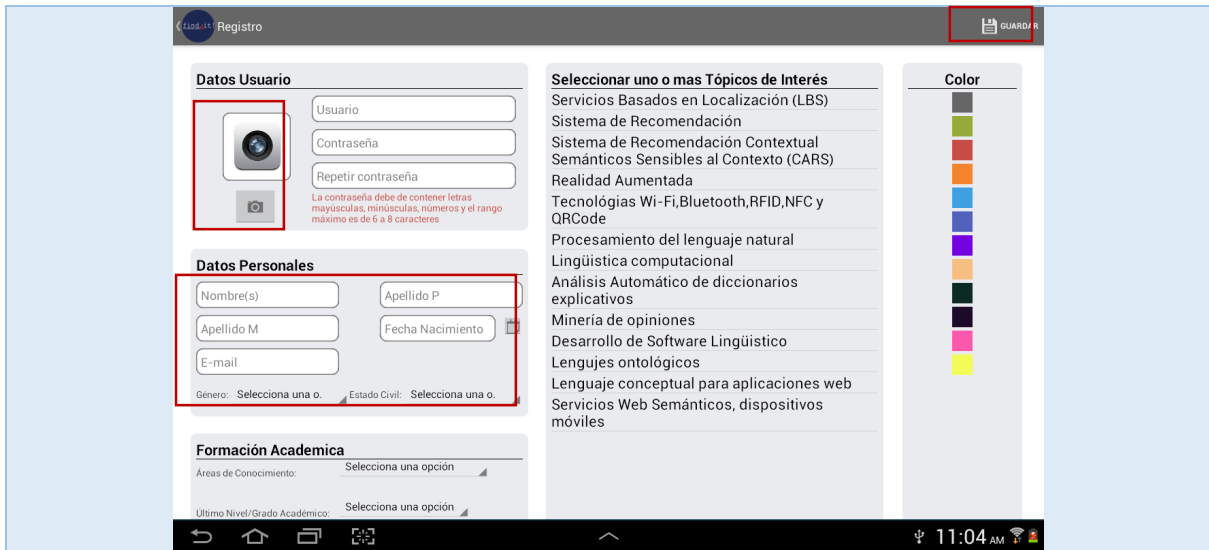 find it!
Registro
GUARDAR
Datos Usuario
Usuario
Contraseña
Repetir contraseña
La contraseña debe de contener letras
mayúsculas, minúsculas, números y el rango
máximo es de 6 a 8 caracteres
Datos Personales
Nombre(s)
Apellido P
Apellido M
Fecha Nacimiento
E-mail
Género: Selecciona una o.
Estado Civil: Selecciona una o.
Formación Academica
Áreas de Conocimiento: Selecciona una opción
Último Nivel/Grado Académico: Selecciona una opción
Seleccionar uno o mas Tópicos de Interés
Servicios Basados en Localización (LBS)
Sistema de Recomendación
Sistema de Recomendación Contextual
Semánticos Sensibles al Contexto (CARS)
Realidad Aumentada
Tecnológias Wi-Fi,Bluetooth,RFID,NFC y
QRCode
Procesamiento del lenguaje natural
Lingüistica computacional
Análisis Automático de diccionarios
explicativos
Minería de opiniones
Desarrollo de Software Lingüistico
Lengujes ontológicos
Lenguaje conceptual para aplicaciones web
Servicios Web Semánticos, dispositivos
móviles
Color
11:04 AM